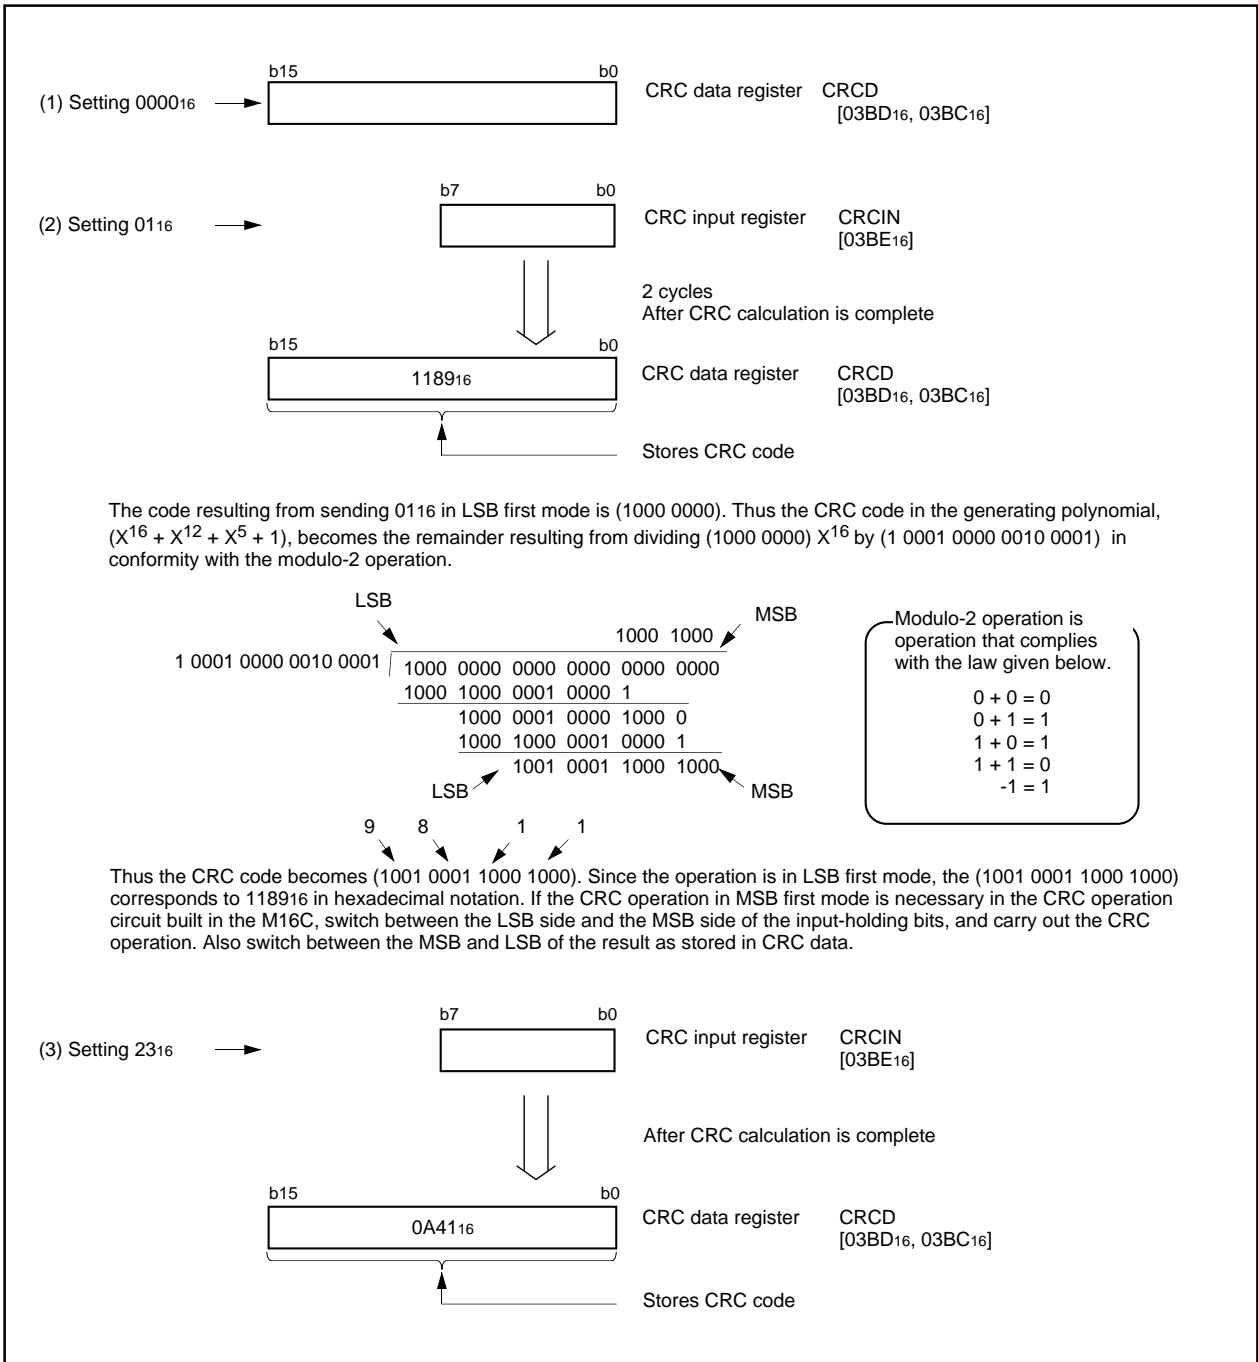 b15 b0
(1) Setting 0000₁₆ CRC data register CRCD
[03BD₁₆, 03BC₁₆]
b7 b0
(2) Setting 01₁₆ CRC input register CRCIN
[03BE₁₆]
2 cycles
After CRC calculation is complete
b15 b0
1189₁₆ CRC data register CRCD
[03BD₁₆, 03BC₁₆]
Stores CRC code
The code resulting from sending 01₁₆ in LSB first mode is (1000 0000). Thus the CRC code in the generating polynomial,
(X¹⁶ + X¹² + X⁵ + 1), becomes the remainder resulting from dividing (1000 0000) X¹⁶ by (1 0001 0000 0010 0001) in
conformity with the modulo-2 operation.
LSB
MSB
1000 1000
1 0001 0000 0010 0001
1000 0000 0000 0000 0000 0000
1000 1000 0001 0000 1
1000 0001 0000 1000 0
1000 1000 0001 0000 1
1001 0001 1000 1000
LSB MSB
Modulo-2 operation is
operation that complies
with the law given below.
0 + 0 = 0
0 + 1 = 1
1 + 0 = 1
1 + 1 = 0
-1 = 1
9 8 1 1
Thus the CRC code becomes (1001 0001 1000 1000). Since the operation is in LSB first mode, the (1001 0001 1000 1000)
corresponds to 1189₁₆ in hexadecimal notation. If the CRC operation in MSB first mode is necessary in the CRC operation
circuit built in the M16C, switch between the LSB side and the MSB side of the input-holding bits, and carry out the CRC
operation. Also switch between the MSB and LSB of the result as stored in CRC data.
b7 b0
(3) Setting 23₁₆ CRC input register CRCIN
[03BE₁₆]
After CRC calculation is complete
b15 b0
0A41₁₆ CRC data register CRCD
[03BD₁₆, 03BC₁₆]
Stores CRC code